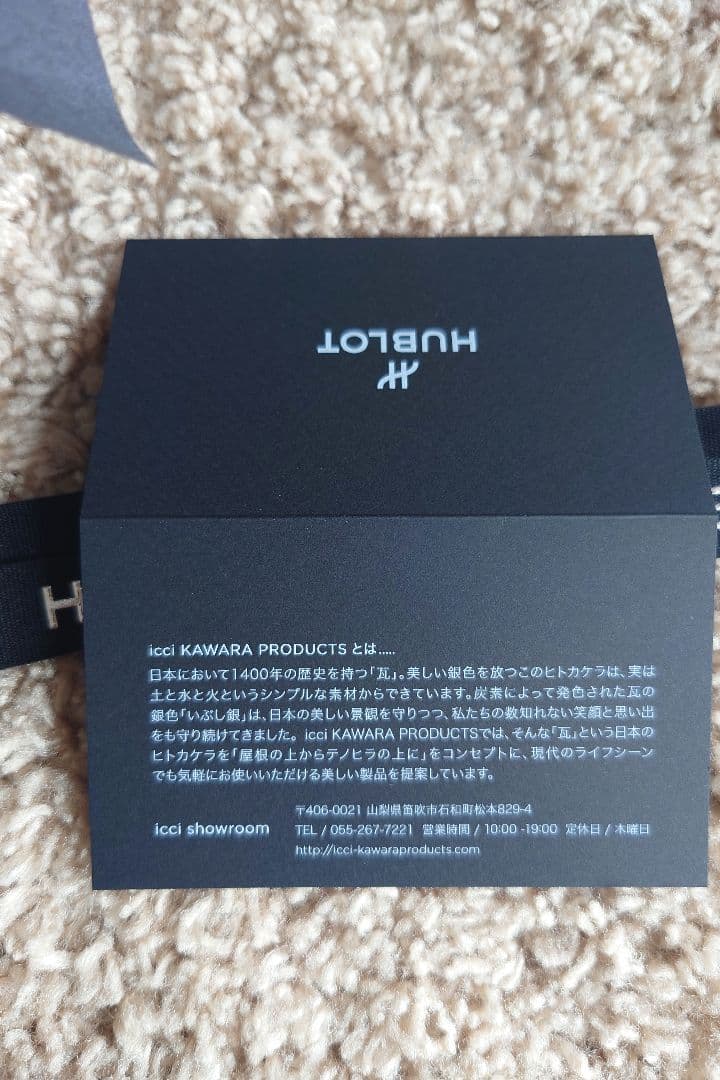 HUBLOT
H
icci KAWARA PRODUCTS とは.....
日本において1400年の歴史を持つ「瓦」。美しい銀色を放つこのヒトカケラは、実は
土と水と火というシンプルな素材からできています。炭素によって発色された瓦の
銀色「いぶし銀」は、日本の美しい景観を守りつつ、私たちの数知れない笑顔と思い出
をも守り続けてきました。 icci KAWARA PRODUCTSでは、そんな「瓦」という日本の
ヒトカケラを「屋根の上からテノヒラの上に」をコンセプトに、現代のライフシーン
でも気軽にお使いいただける美しい製品を提案しています。
icci showroom
〒406-0021 山梨県笛吹市石和町松本829-4
TEL / 055-267-7221 営業時間 / 10:00 -19:00 定休日 / 木曜日
http://icci-kawaraproducts.com